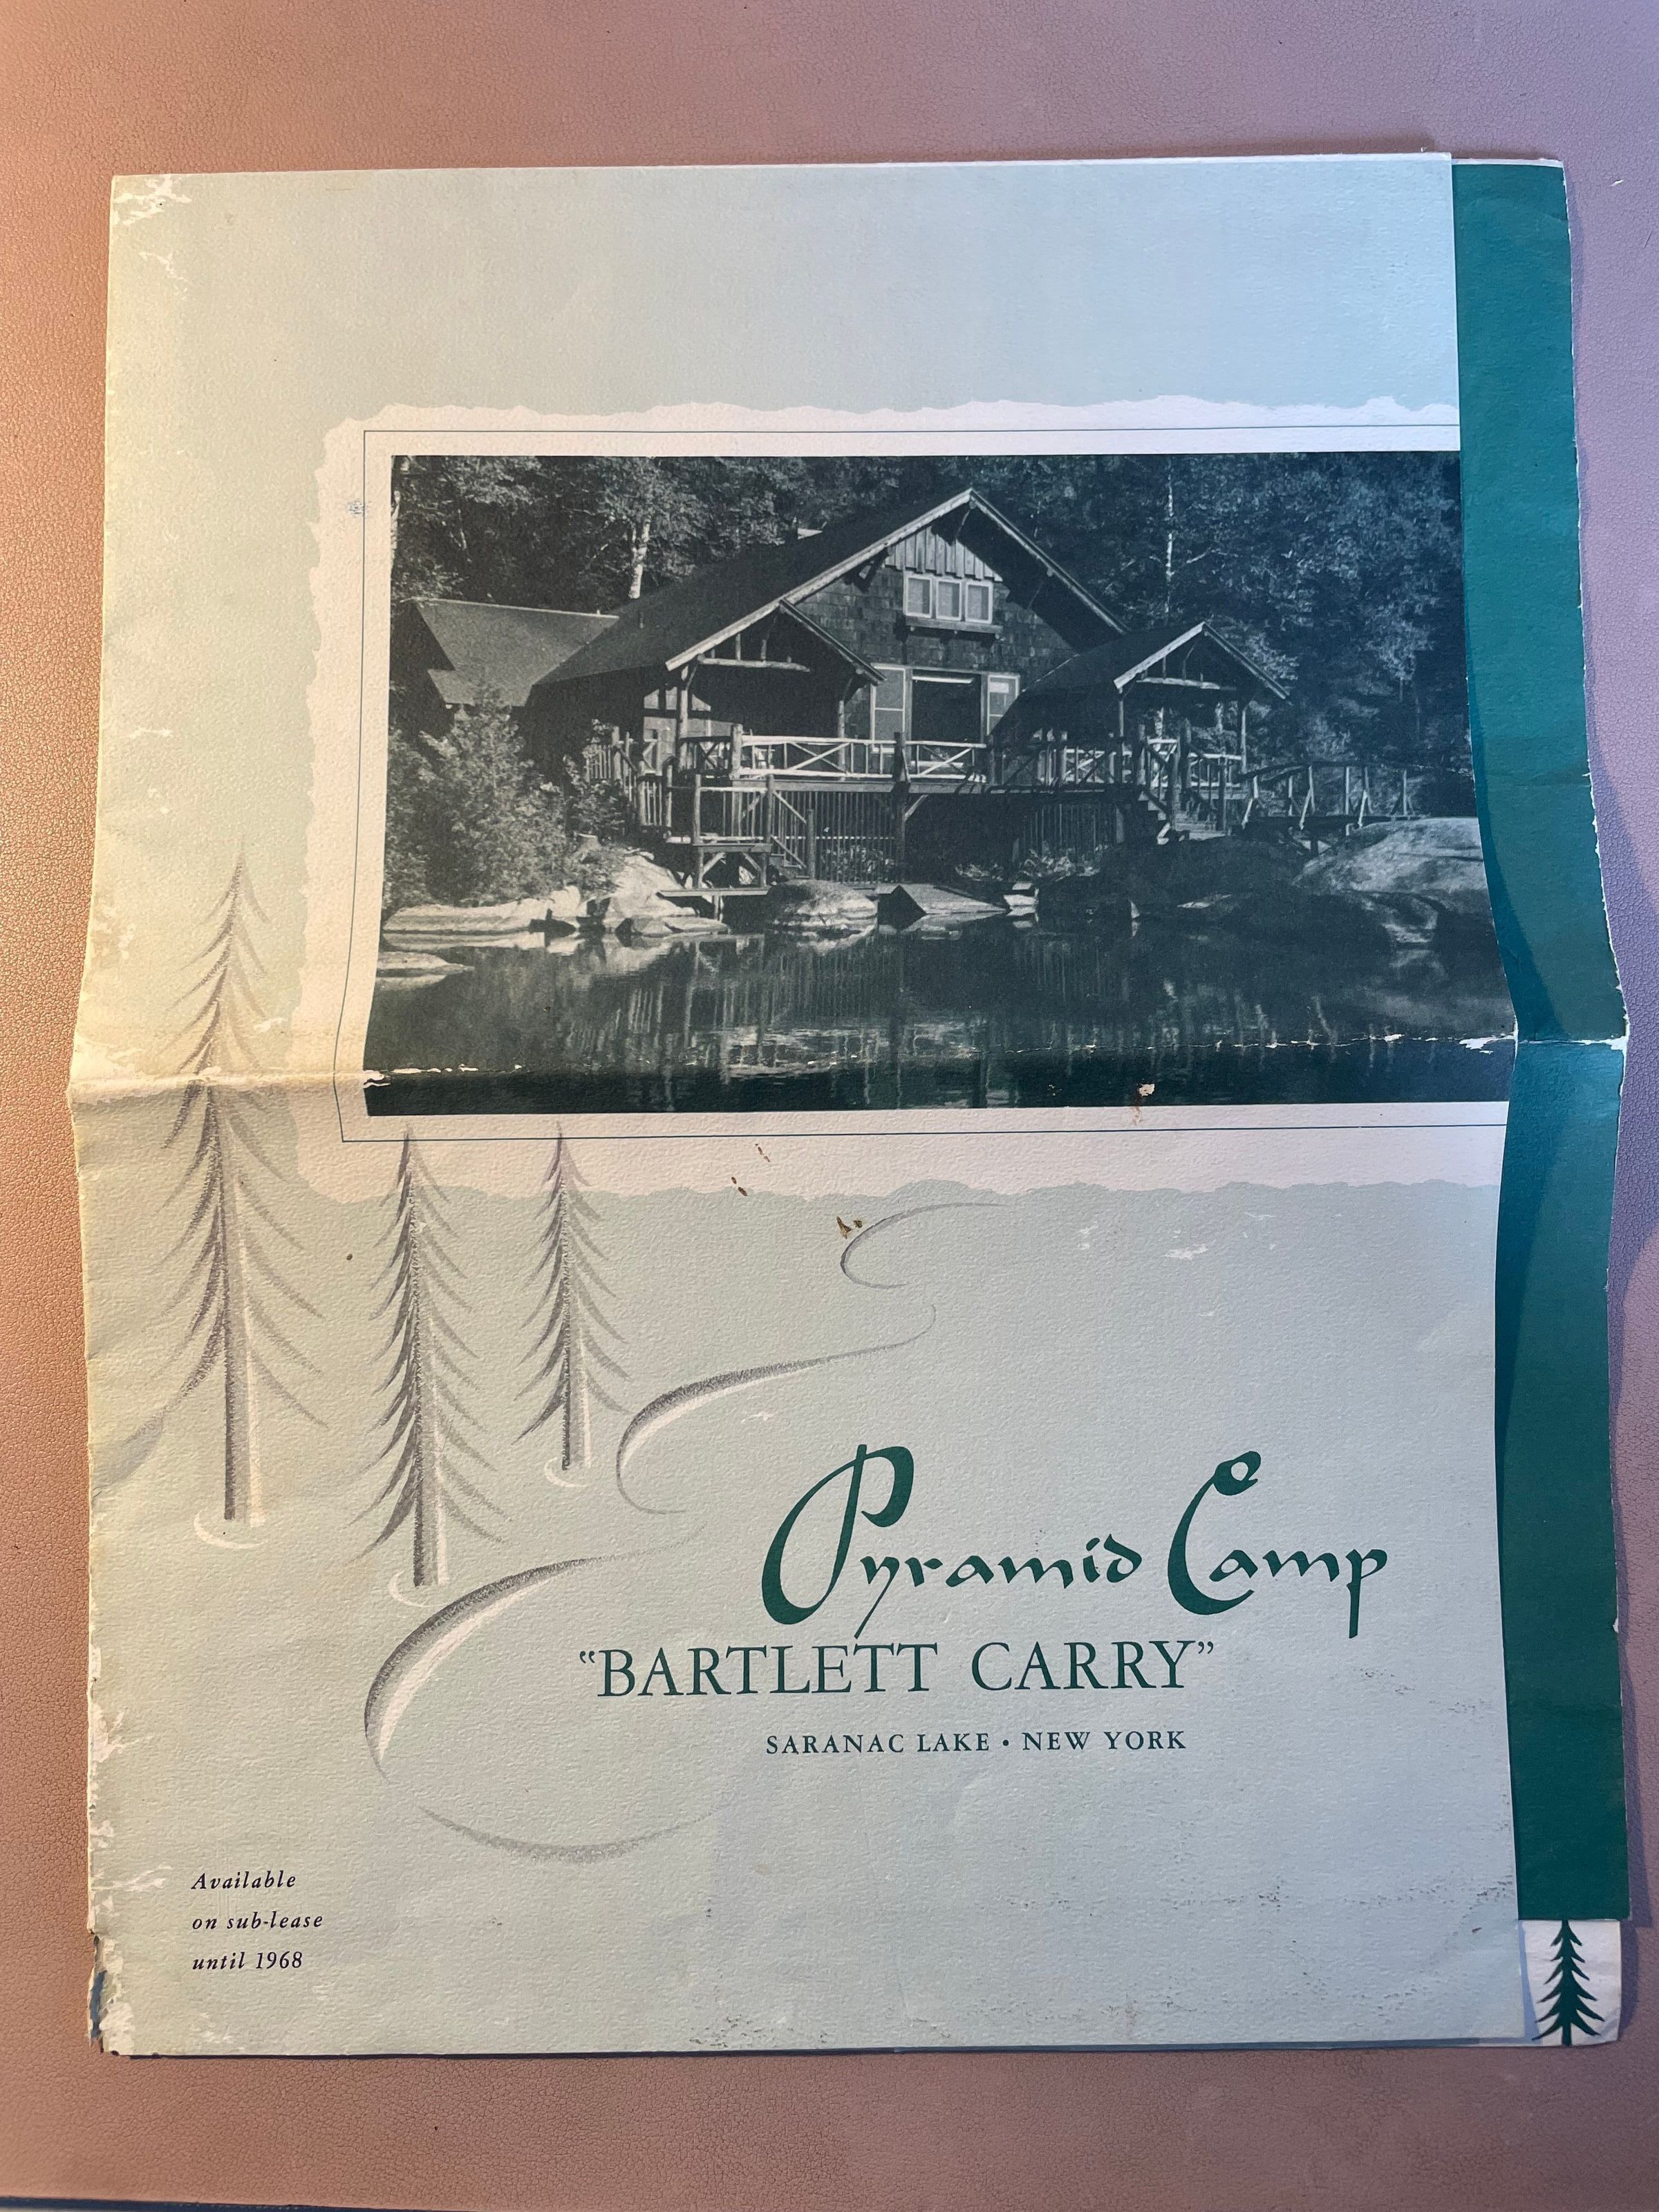 Pyramid Camp
“BARTLETT CARRY”
SARANAC LAKE • NEW YORK
Available
on sub-lease
until 1968